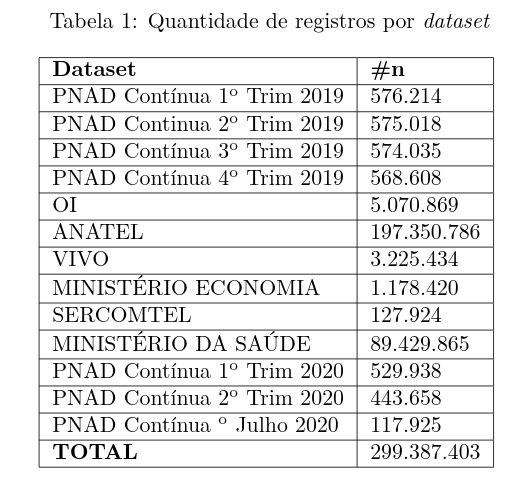 Tabela 1: Quantidade de registros por dataset
Dataset #n
PNAD Contínua 1º Trim 2019 576.214
PNAD Continua 2º Trim 2019 575.018
PNAD Contínua 3º Trim 2019 574.035
PNAD Contínua 4º Trim 2019 568.608
OI 5.070.869
ANATEL 197.350.786
VIVO 3.225.434
MINISTÉRIO ECONOMIA 1.178.420
SERCOMTEL 127.924
MINISTÉRIO DA SAÚDE 89.429.865
PNAD Contínua 1º Trim 2020 529.938
PNAD Contínua 2º Trim 2020 443.658
PNAD Contínua º Julho 2020 117.925
TOTAL 299.387.403